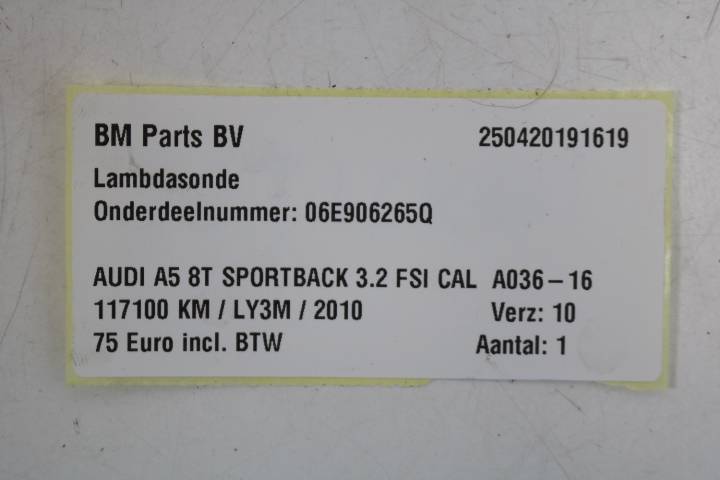 BM Parts BV 250420191619
Lambdasonde
Onderdeelnummer: 06E906265Q
AUDI A5 8T SPORTBACK 3.2 FSI CAL A036-16
117100 KM / LY3M / 2010 Verz: 10
75 Euro incl. BTW Aantal: 1